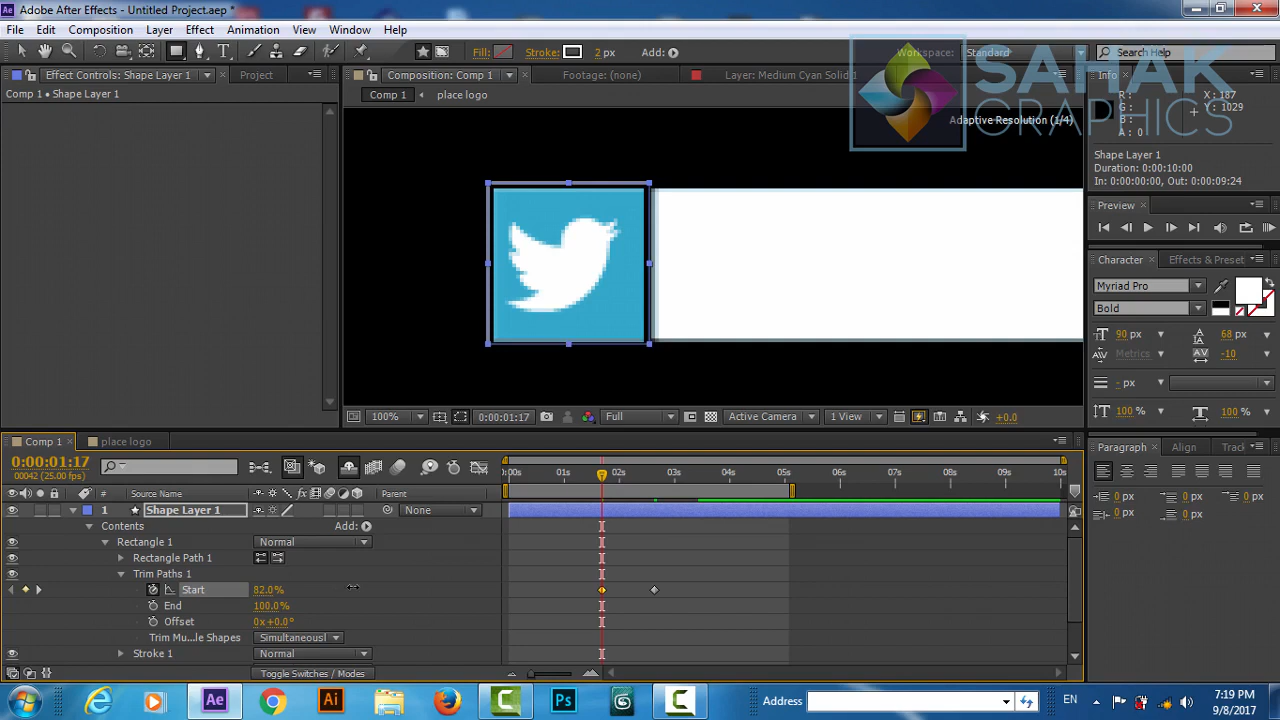 Adobe After Effects - Untitled Project.aep *
File Edit Composition Layer Effect Animation View Window Help
Fill: Stroke: 2 px Add: Workspace: Standard Search Help
SAHAK
GRAPHICS
Effect Controls: Shape Layer 1 Project Composition: Comp 1 Footage: (none) Layer: Medium Cyan Solid 1 Info
Comp 1 • Shape Layer 1 Comp 1 place logo
R: X: 187
G: Y: 1029
B:
A: 0
Adaptive Resolution (1/4)
Shape Layer 1
Duration: 0:00:10:00
In: 0:00:00:00, Out: 0:00:09:24
Preview
Character Effects & Preset
Myriad Pro
Bold
90 px 68 px
Metrics -10
- px
100 % 100 %
100% 0:00:01:17 Full Active Camera 1 View +0.0
Comp 1 place logo Paragraph Align Track
0:00:01:17
00042 (25.00 fps)
:00s 01s 02s 03s 04s 05s 06s 07s 08s 09s 10s
# Source Name Parent
0 px 0 px 0 px
0 px 0 px
1 Shape Layer 1 None
Contents Add:
Rectangle 1 Normal
Rectangle Path 1
Trim Paths 1
Start 82.0%
End 100.0%
Offset 0x+0.0°
Trim Mu...le Shapes Simultaneousl
Stroke 1 Normal
Toggle Switches / Modes
Ae Ai Ps Address EN 7:19 PM
9/8/2017